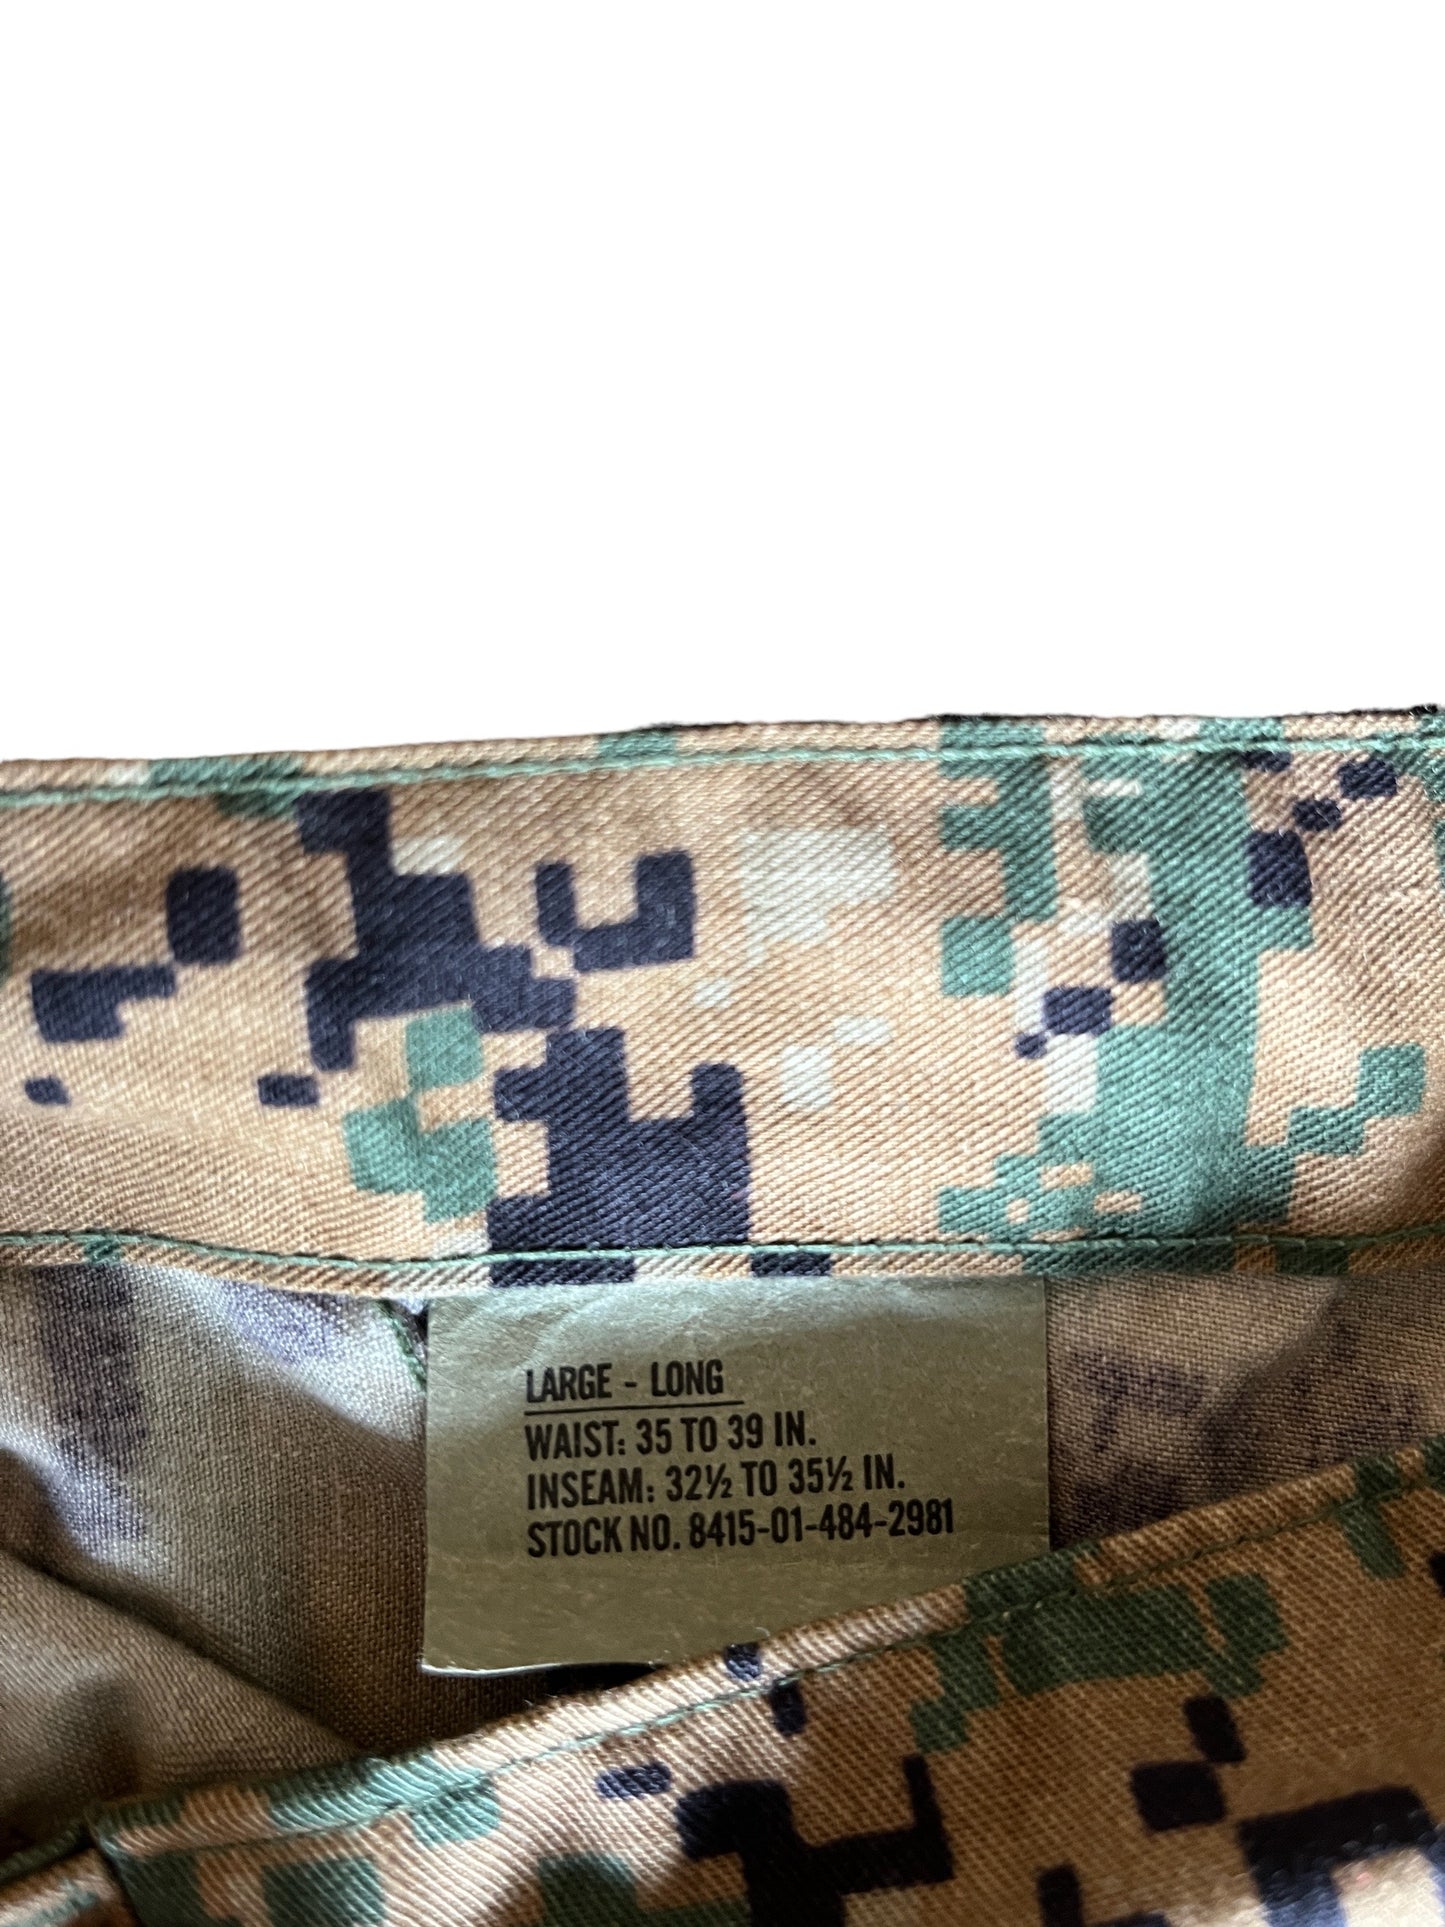 LARGE - LONG
WAIST: 35 TO 39 IN.
INSEAM: 32½ TO 35½ IN.
STOCK NO. 8415-01-484-2981